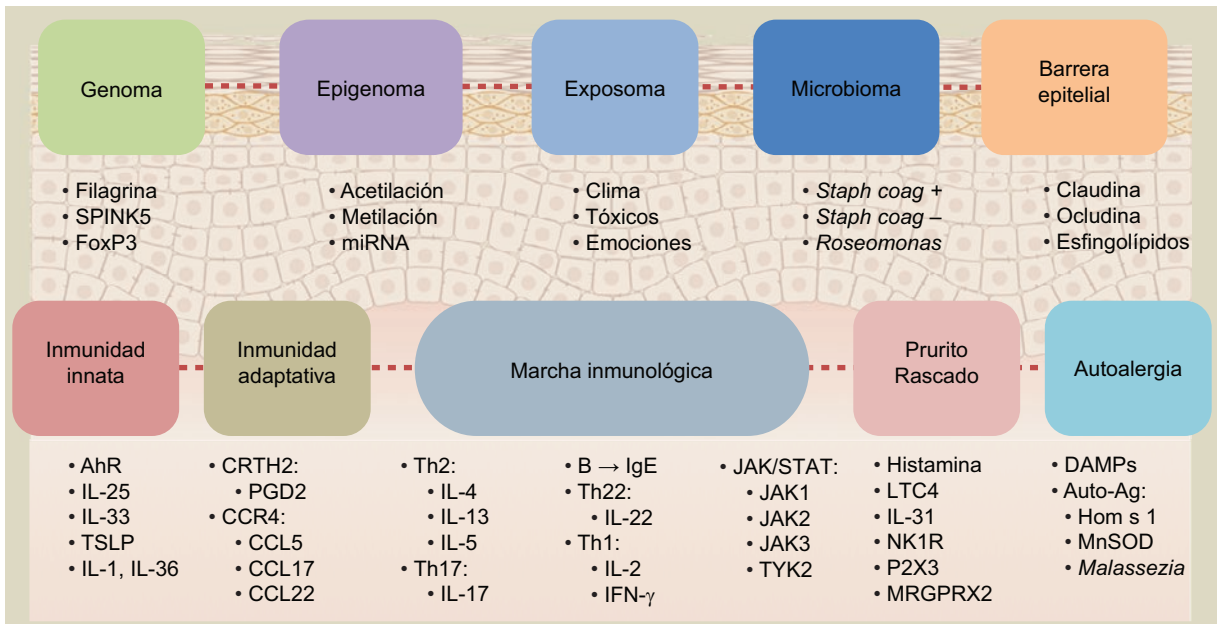 Genoma
Epigenoma
Exposoma
Microbioma
Barrera
epitelial
• Filagrina
• SPINK5
• FoxP3
• Acetilación
• Metilación
• miRNA
• Clima
• Tóxicos
• Emociones
• Staph coag +
• Staph coag –
• Roseomonas
• Claudina
• Ocludina
• Esfingolípidos
Inmunidad
innata
Inmunidad
adaptativa
Marcha inmunológica
Prurito
Rascado
Autoalergia
• AhR
• IL-25
• IL-33
• TSLP
• IL-1, IL-36
• CRTH2:
• PGD2
• CCR4:
• CCL5
• CCL17
• CCL22
• Th2:
• IL-4
• IL-13
• IL-5
• Th17:
• IL-17
• B → IgE
• Th22:
• IL-22
• Th1:
• IL-2
• IFN-γ
• JAK/STAT:
• JAK1
• JAK2
• JAK3
• TYK2
• Histamina
• LTC4
• IL-31
• NK1R
• P2X3
• MRGPRX2
• DAMPs
• Auto-Ag:
• Hom s 1
• MnSOD
• Malassezia